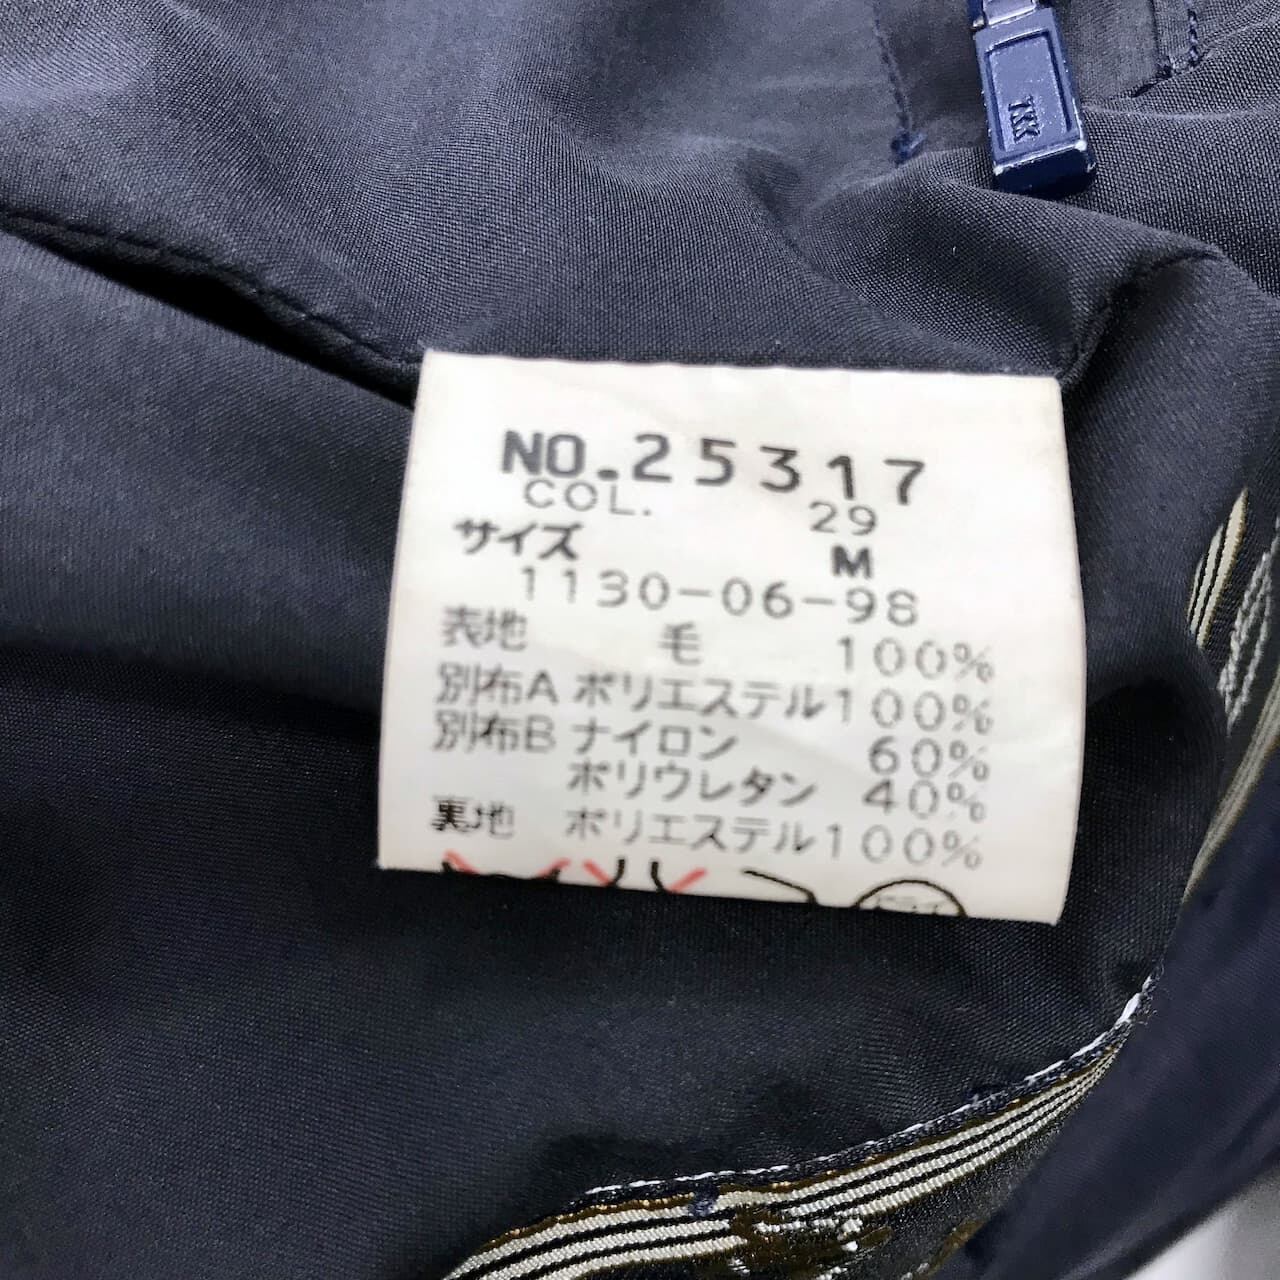 YKK
NO.25317
COL. 29
サイズ M
1130-06-98
表地 毛 100%
別布A ポリエステル100%
別布B ナイロン 60%
ポリウレタン 40%
裏地 ポリエステル100%